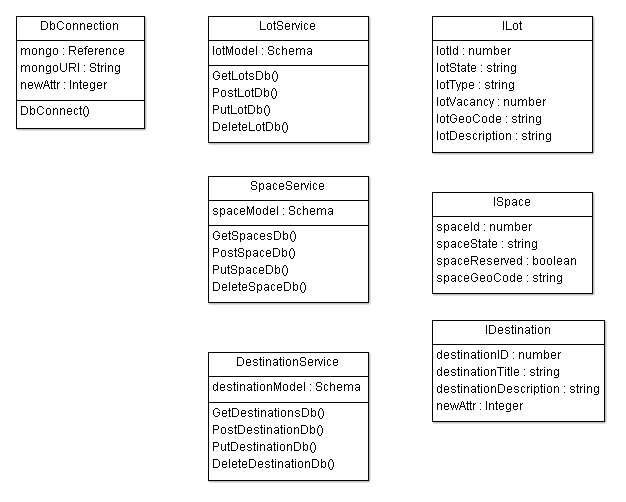 DbConnection
mongo : Reference
mongoURI : String
newAttr : Integer
DbConnect()
LotService
lotModel : Schema
GetLotsDb()
PostLotDb()
PutLotDb()
DeleteLotDb()
ILot
lotId : number
lotState : string
lotType : string
lotVacancy : number
lotGeoCode : string
lotDescription : string
SpaceService
spaceModel : Schema
GetSpacesDb()
PostSpaceDb()
PutSpaceDb()
DeleteSpaceDb()
ISpace
spaceId : number
spaceState : string
spaceReserved : boolean
spaceGeoCode : string
DestinationService
destinationModel : Schema
GetDestinationsDb()
PostDestinationDb()
PutDestinationDb()
DeleteDestinationDb()
IDestination
destinationID : number
destinationTitle : string
destinationDescription : string
newAttr : Integer